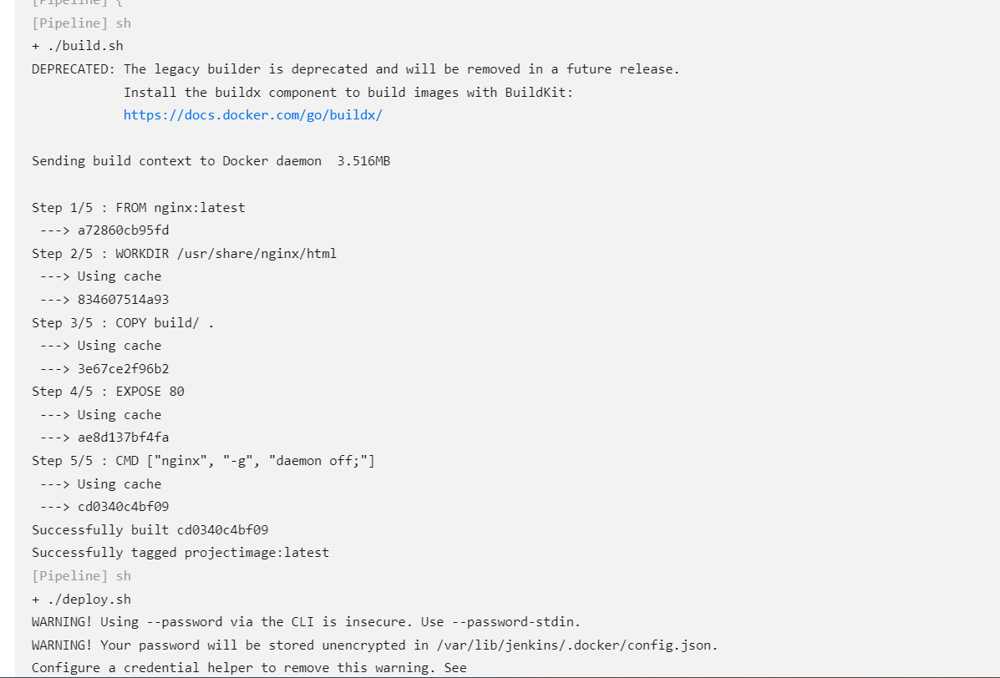 [Pipeline] {
[Pipeline] sh
+ ./build.sh
DEPRECATED: The legacy builder is deprecated and will be removed in a future release.
            Install the buildx component to build images with BuildKit:
            https://docs.docker.com/go/buildx/

Sending build context to Docker daemon  3.516MB

Step 1/5 : FROM nginx:latest
 ---> a72860cb95fd
Step 2/5 : WORKDIR /usr/share/nginx/html
 ---> Using cache
 ---> 834607514a93
Step 3/5 : COPY build/ .
 ---> Using cache
 ---> 3e67ce2f96b2
Step 4/5 : EXPOSE 80
 ---> Using cache
 ---> ae8d137bf4fa
Step 5/5 : CMD ["nginx", "-g", "daemon off;"]
 ---> Using cache
 ---> cd0340c4bf09
Successfully built cd0340c4bf09
Successfully tagged projectimage:latest
[Pipeline] sh
+ ./deploy.sh
WARNING! Using --password via the CLI is insecure. Use --password-stdin.
WARNING! Your password will be stored unencrypted in /var/lib/jenkins/.docker/config.json.
Configure a credential helper to remove this warning. See